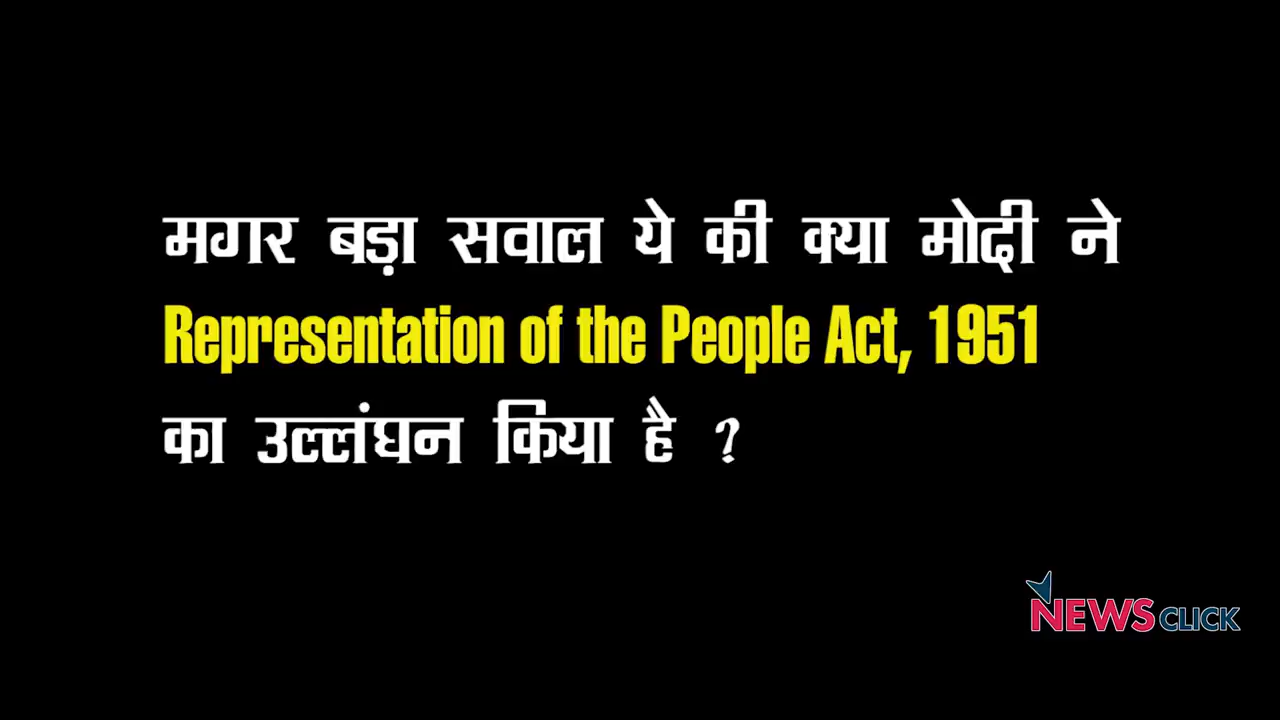 मगर बड़ा सवाल ये की क्या मोदी ने
Representation of the People Act, 1951
का उल्लंघन किया है ?
NEWSCLICK